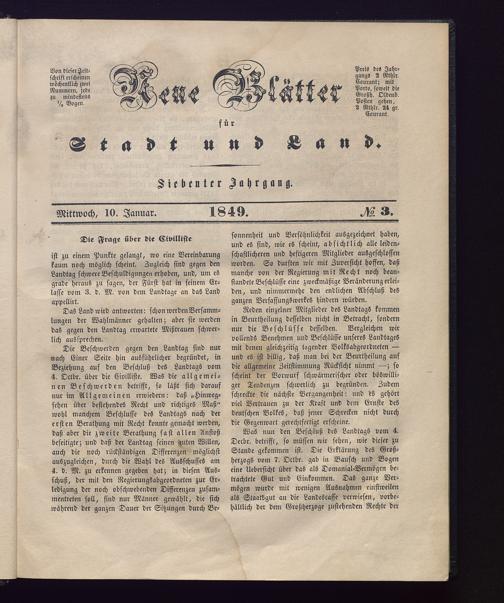 Von dieser Zeit-
schrift erscheinen
wöchentlich zwei
Nummern, jede
zu mindestens
¾ Bogen.
Neue Blätter
Preis des Jahr-
gangs 2 Rthlr.
Courant; mit
Porto, soweit die
Großh. Oldenb.
Posten gehen,
2 Rthlr. 24 gr.
Courant.
für
Stadt und Land.
Siebenter Jahrgang.
Mittwoch, 10. Januar. 1849. № 3.
Die Frage über die Civilliste
ist zu einem Punkte gelangt, wo eine Vereinbarung
kaum noch möglich scheint. Zugleich sind gegen den
Landtag schwere Beschuldigungen erhoben, und, um es
grade heraus zu sagen, der Fürst hat in seinem Er-
lasse vom 3. d. M. von dem Landtage an das Land
appellirt.
Das Land wird antworten: schon werden Versamm-
lungen der Wahlmänner gehalten; aber sie werden
das gegen den Landtag erwartete Mißtrauen schwer-
lich aussprechen.
Die Beschwerden gegen den Landtag sind nur
nach Einer Seite hin ausführlicher begründet, in
Beziehung auf den Beschluß des Landtags vom
4. Octbr. über die Civilliste. Was die allgemei-
nen Beschwerden betrifft, so läßt sich darauf
nur im Allgemeinen erwiedern: daß „Hinweg-
sehen über bestehendes Recht und richtiges Maß“
wohl manchem Beschlusse des Landtags nach der
ersten Berathung mit Recht konnte gemacht werden,
daß aber die zweite Berathung fast allen Anstoß
beseitigt hat; und daß der Landtag seinen guten Willen,
auch die noch rückständigen Differenzen möglichst
auszugleichen, durch die Wahl des Ausschusses am
4. d. M. zu erkennen gegeben hat; in diesen Aus-
schuß, der mit den Regierungsabgeordneten zur Er-
ledigung der noch obschwebenden Differenzen zusam-
mentreten soll, sind nur Männer gewählt, die sich
während der ganzen Dauer der Sitzungen durch Be-
sonnenheit und Versöhnlichkeit ausgezeichnet haben,
und es sind, wie es scheint, absichtlich alle leiden-
schaftlicheren und heftigeren Mitglieder ausgeschlossen
worden. So durften wir mit Zuversicht hoffen, daß
manche von der Regierung mit Recht noch bean-
standete Beschlüsse eine zweckmäßige Veränderung erlei-
den, und nimmermehr den endlichen Abschluß des
ganzen Verfassungswerkes hindern würden.
Reden einzelner Mitglieder des Landtags kommen
in Beurtheilung desselben nicht in Betracht, sondern
nur die Beschlüsse desselben. Vergleichen wir
vollends Benehmen und Beschlüsse unseres Landtages
mit denen gleichzeitig tagender Volksabgeordneten —
und es ist billig, daß man bei der Beurtheilung auf
die allgemeine Zeitstimmung Rücksicht nimmt —; so
scheint der Vorwurf schwärmerischer oder böswilli-
ger Tendenzen schwerlich zu begründen. Zudem
schrecken die nächste Vergangenheit; und es gehört
viel Vertrauen zu der Kraft und dem Ernste des
deutschen Volkes, daß jener Schrecken nicht durch
die Gegenwart gerechtfertigt erscheine.
Was nun den Beschluß des Landtags vom 4.
Octbr. betrifft, so müssen wir sehen, wie dieser zu
Stande gekommen ist. Die Erklärung des Groß-
herzogs vom 7. Octbr. gab in Bausch und Bogen
eine Uebersicht über das als Domanial-Vermögen be-
trachtete Gut und Einkommen. Das ganze Ver-
mögen wurde mit wenigen Ausnahmen einstweilen
als Staatsgut an die Landescasse verwiesen, vorbe-
hältlich der dem Großherzoge zustehenden Rechte der